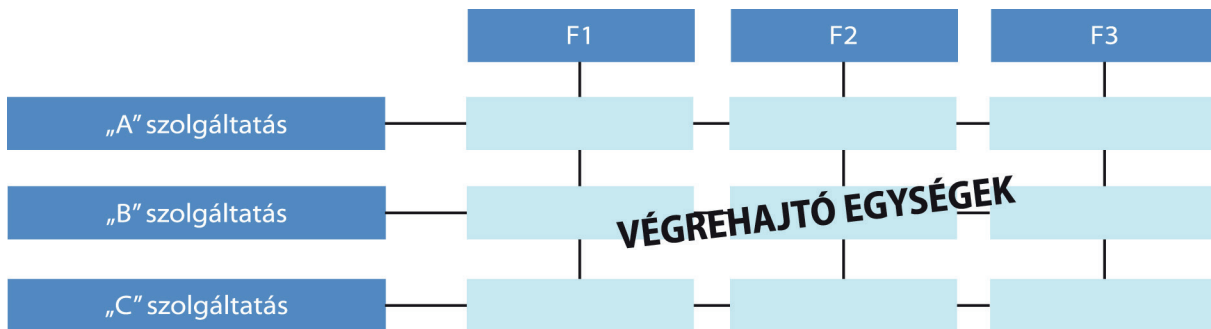 F1 F2 F3
„A” szolgáltatás
„B” szolgáltatás
VÉGREHAJTÓ EGYSÉGEK
„C” szolgáltatás